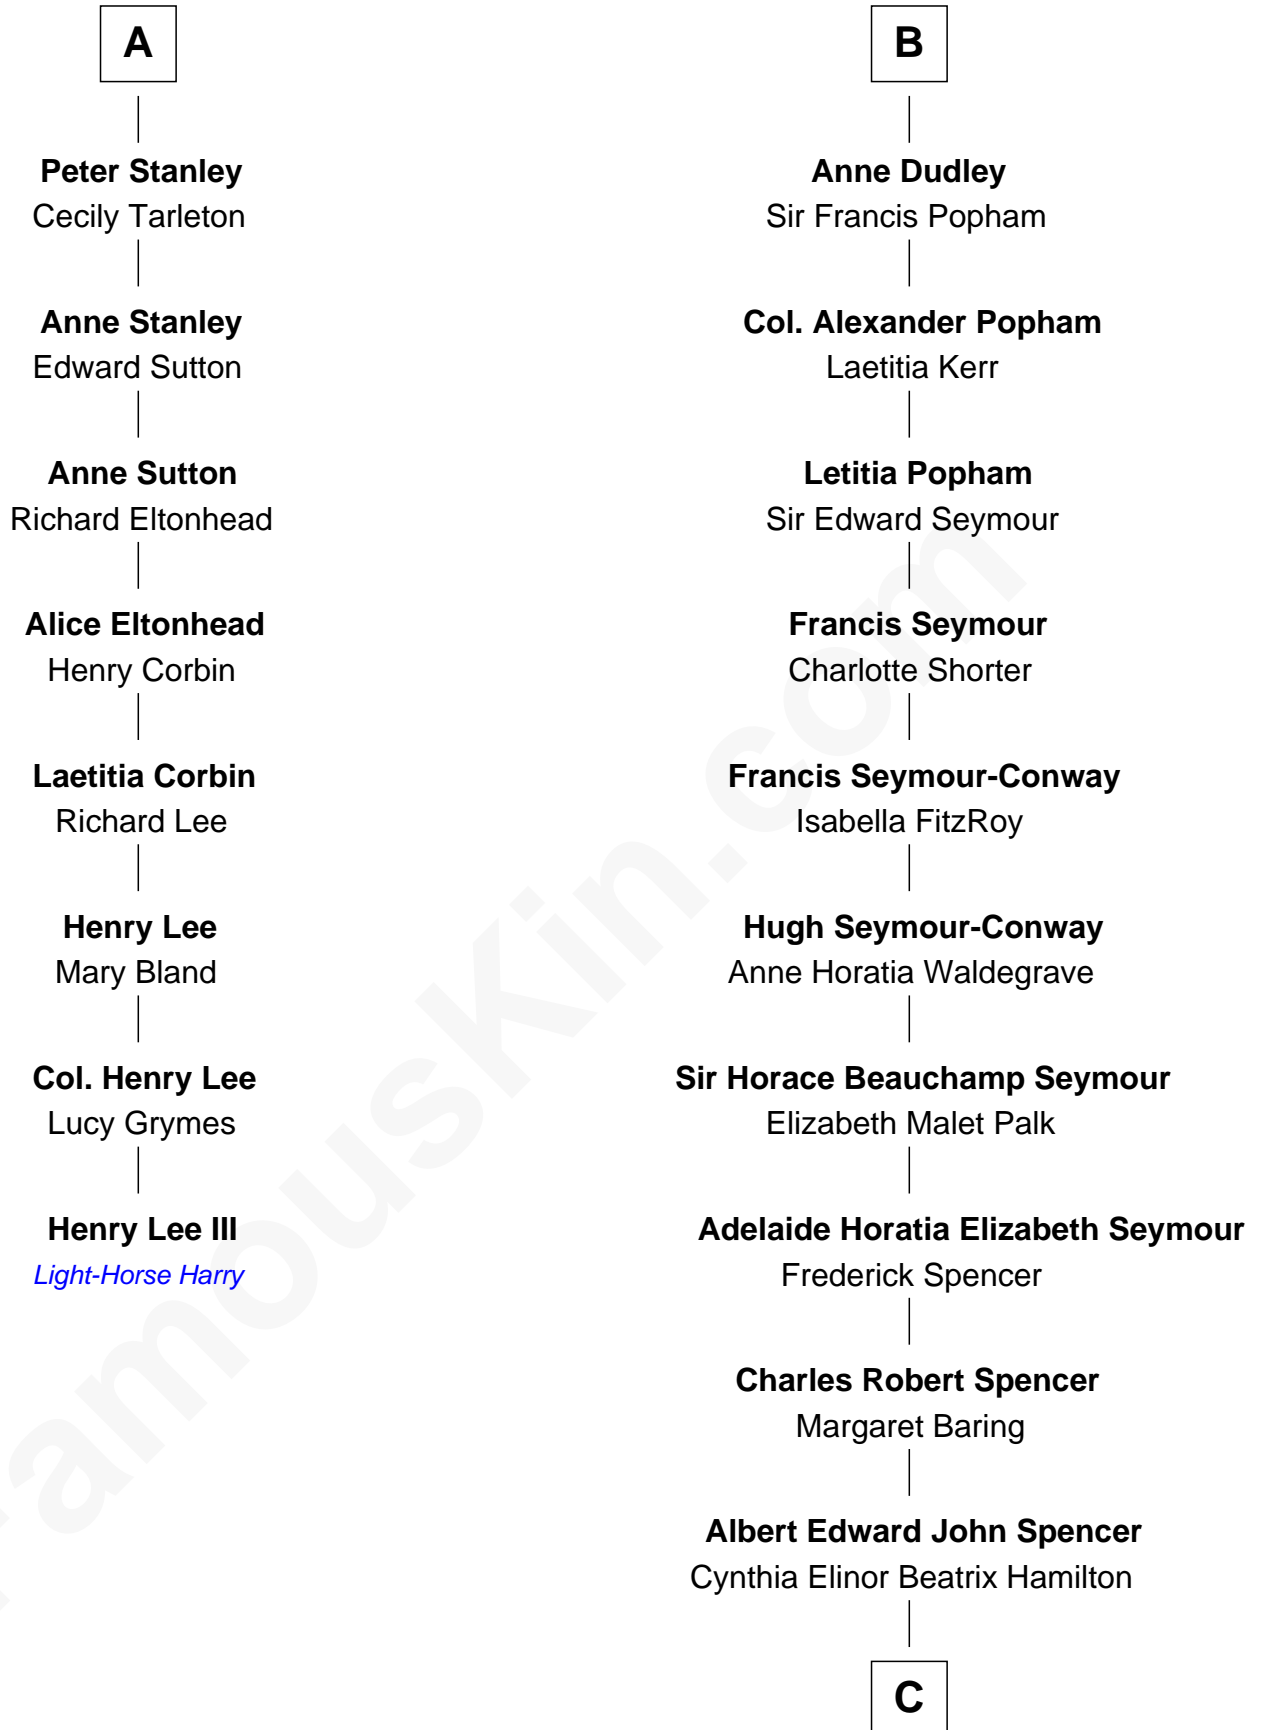 A
Peter Stanley
Cecily Tarleton
Anne Stanley
Edward Sutton
Anne Sutton
Richard Eltonhead
Alice Eltonhead
Henry Corbin
Laetitia Corbin
Richard Lee
Henry Lee
Mary Bland
Col. Henry Lee
Lucy Grymes
Henry Lee III
Light-Horse Harry
B
Anne Dudley
Sir Francis Popham
Col. Alexander Popham
Laetitia Kerr
Letitia Popham
Sir Edward Seymour
Francis Seymour
Charlotte Shorter
Francis Seymour-Conway
Isabella FitzRoy
Hugh Seymour-Conway
Anne Horatia Waldegrave
Sir Horace Beauchamp Seymour
Elizabeth Malet Palk
Adelaide Horatia Elizabeth Seymour
Frederick Spencer
Charles Robert Spencer
Margaret Baring
Albert Edward John Spencer
Cynthia Elinor Beatrix Hamilton
C
FamousKin.com